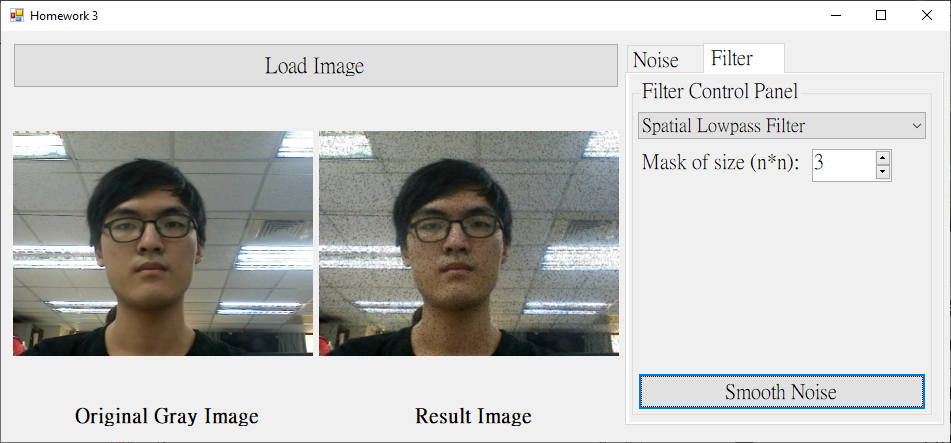 Homework 3
Load Image
Noise
Filter
Filter Control Panel
Spatial Lowpass Filter
Mask of size (n*n): 3
Smooth Noise
Original Gray Image
Result Image